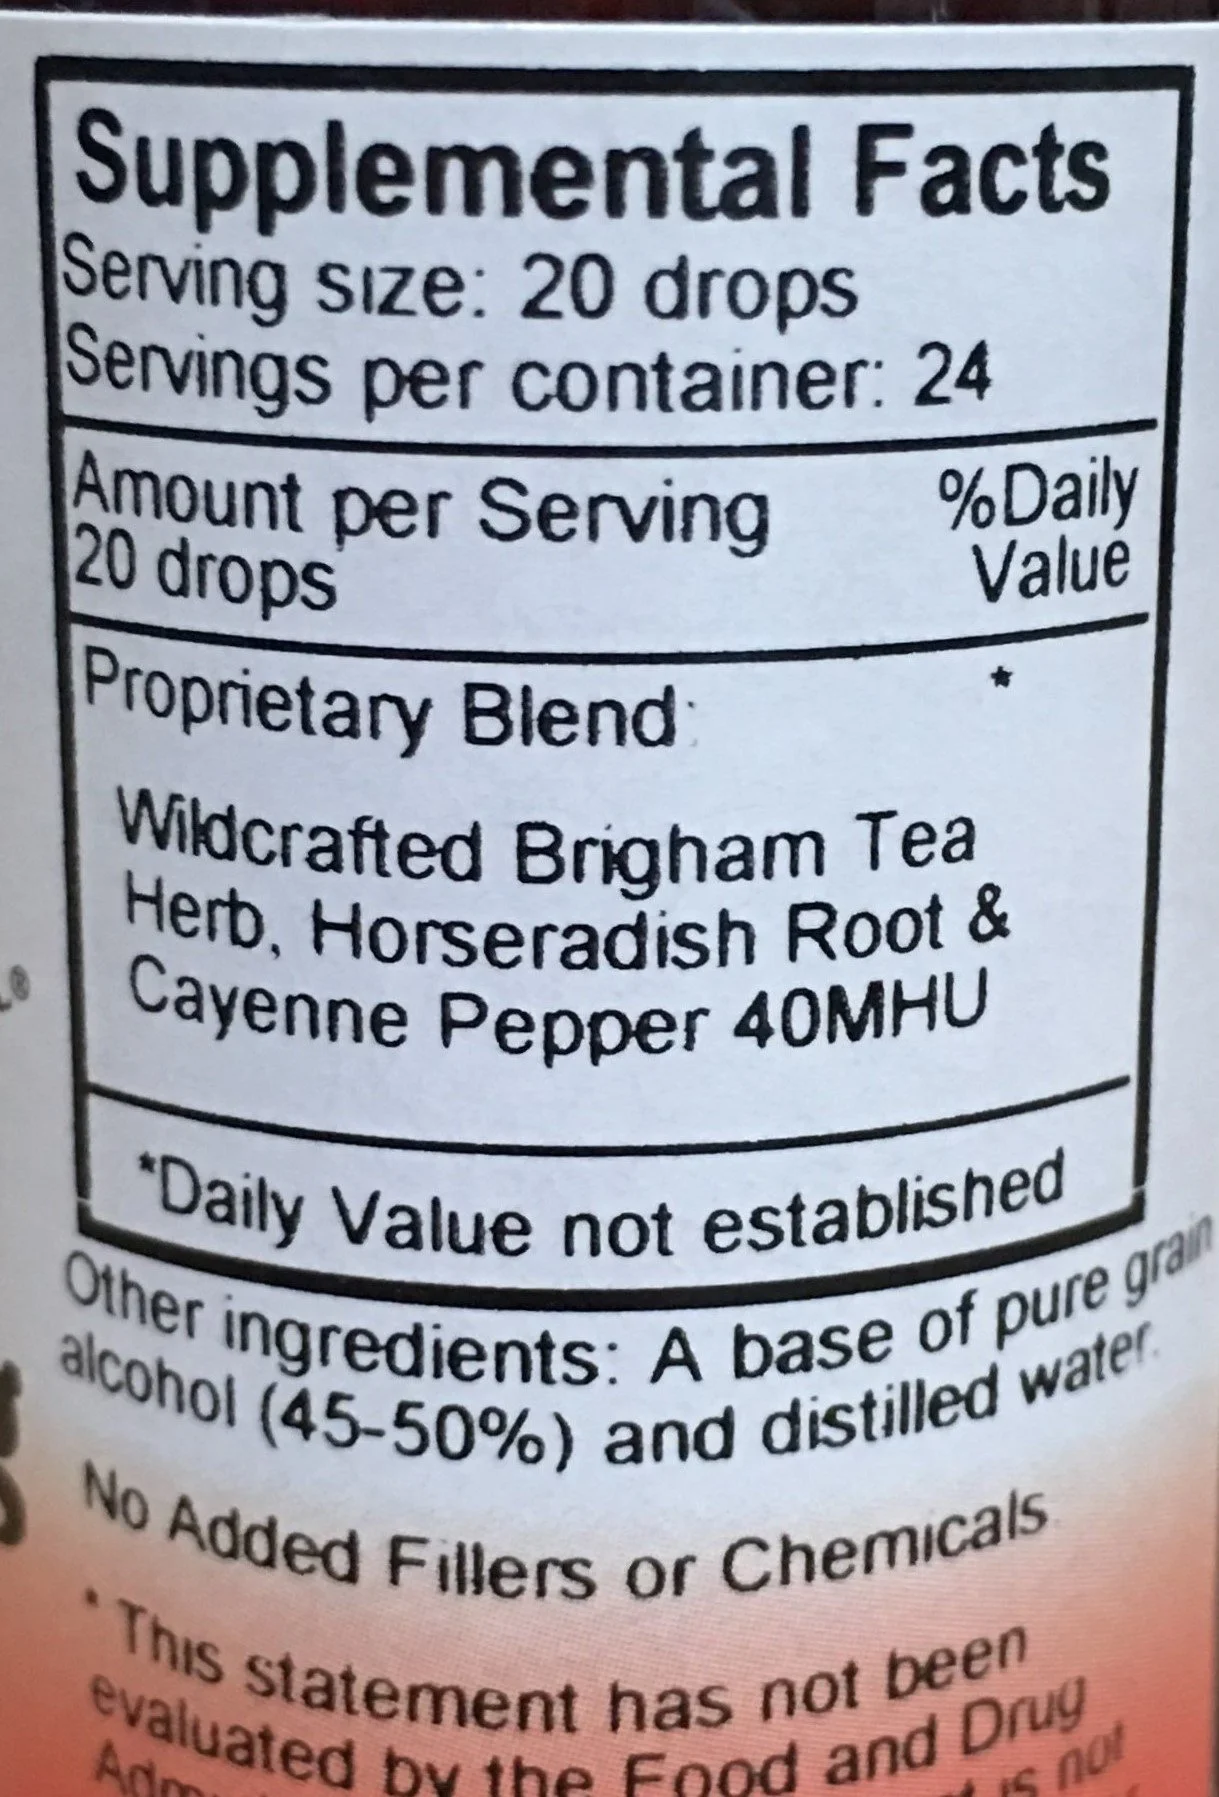 Supplemental Facts
Serving size: 20 drops
Servings per container: 24
Amount per Serving
20 drops
%Daily
Value
Proprietary Blend:
*
Wildcrafted Brigham Tea
Herb, Horseradish Root &
Cayenne Pepper 40MHU
*Daily Value not established
Other ingredients: A base of pure grain
alcohol (45-50%) and distilled water.
No Added Fillers or Chemicals
* This statement has not been
evaluated by the Food and Drug
is not